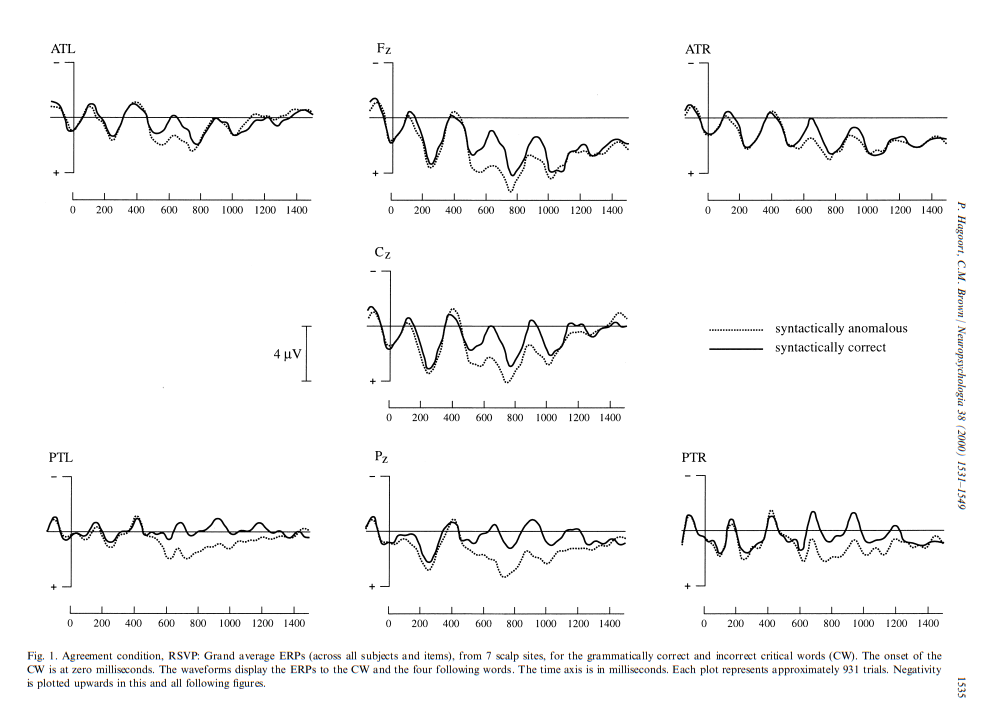 ATL
Fz
ATR
−
−
−
+
+
+
0 200 400 600 800 1000 1200 1400
0 200 400 600 800 1000 1200 1400
0 200 400 600 800 1000 1200 1400
Cz
−
4 μV
+
0 200 400 600 800 1000 1200 1400
syntactically anomalous
syntactically correct
PTL
Pz
PTR
−
−
−
+
+
+
0 200 400 600 800 1000 1200 1400
0 200 400 600 800 1000 1200 1400
0 200 400 600 800 1000 1200 1400
P. Hagoort, C.M. Brown / Neuropsychologia 38 (2000) 1531–1549
1535
Fig. 1. Agreement condition, RSVP: Grand average ERPs (across all subjects and items), from 7 scalp sites, for the grammatically correct and incorrect critical words (CW). The onset of the
CW is at zero milliseconds. The waveforms display the ERPs to the CW and the four following words. The time axis is in milliseconds. Each plot represents approximately 931 trials. Negativity
is plotted upwards in this and all following figures.